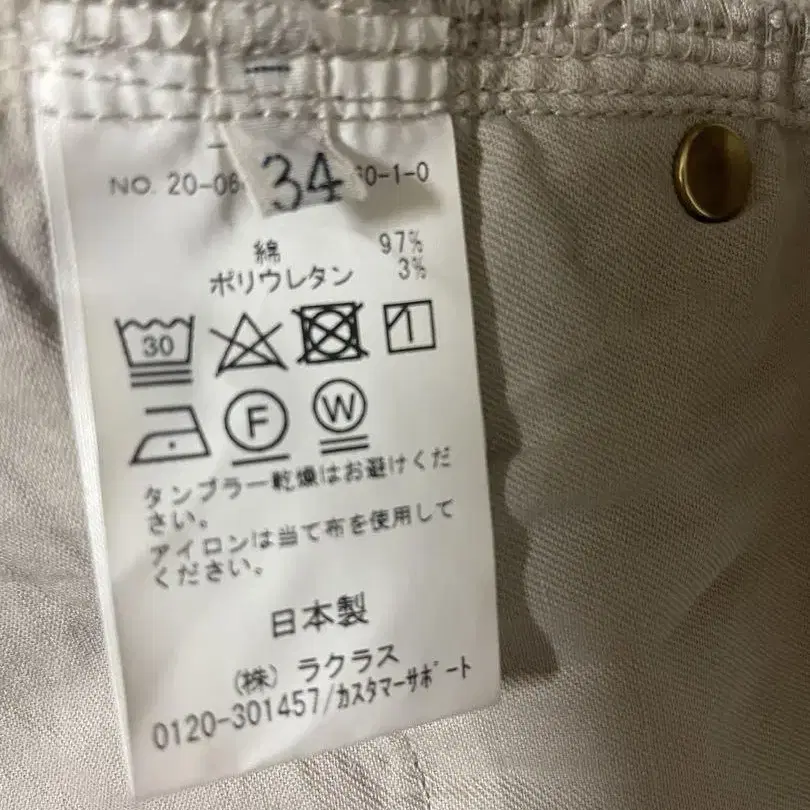 34
NO. 20-06 60-1-0
綿 97%
ポリウレタン 3%
30
F W
タンブラー乾燥はお避けくだ
さい。
アイロンは当て布を使用して
ください。
日本製
(株) ラクラス
0120-301457/カスタマーサポート